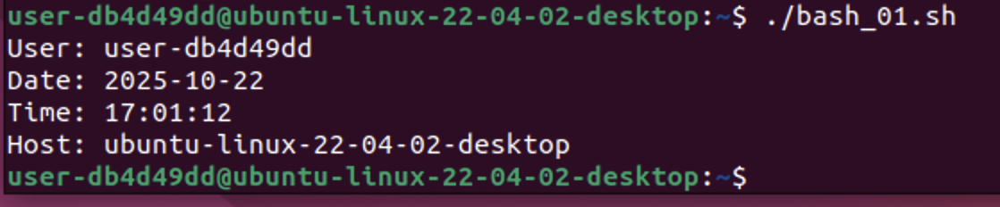 user-db4d49dd@ubuntu-linux-22-04-02-desktop:~$ ./bash_01.sh
User: user-db4d49dd
Date: 2025-10-22
Time: 17:01:12
Host: ubuntu-linux-22-04-02-desktop
user-db4d49dd@ubuntu-linux-22-04-02-desktop:~$